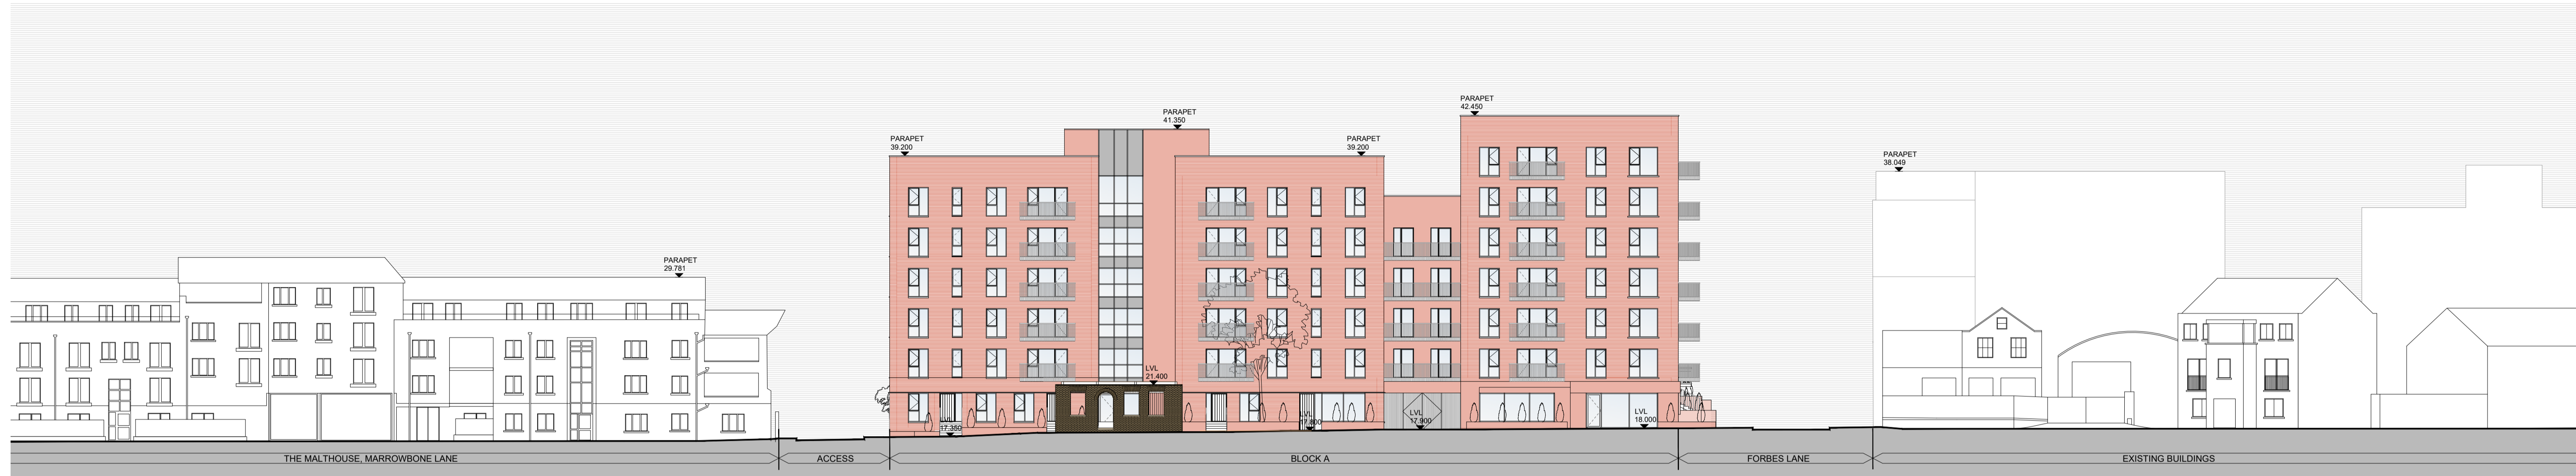 PARAPET
42.450
PARAPET
41.350
PARAPET
39.200
PARAPET
39.200
PARAPET
38.049
PARAPET
29.781
LVL
21.400
LVL
17.350
LVL
17.800
LVL
17.900
LVL
18.000
THE MALTHOUSE, MARROWBONE LANE
ACCESS
BLOCK A
FORBES LANE
EXISTING BUILDINGS